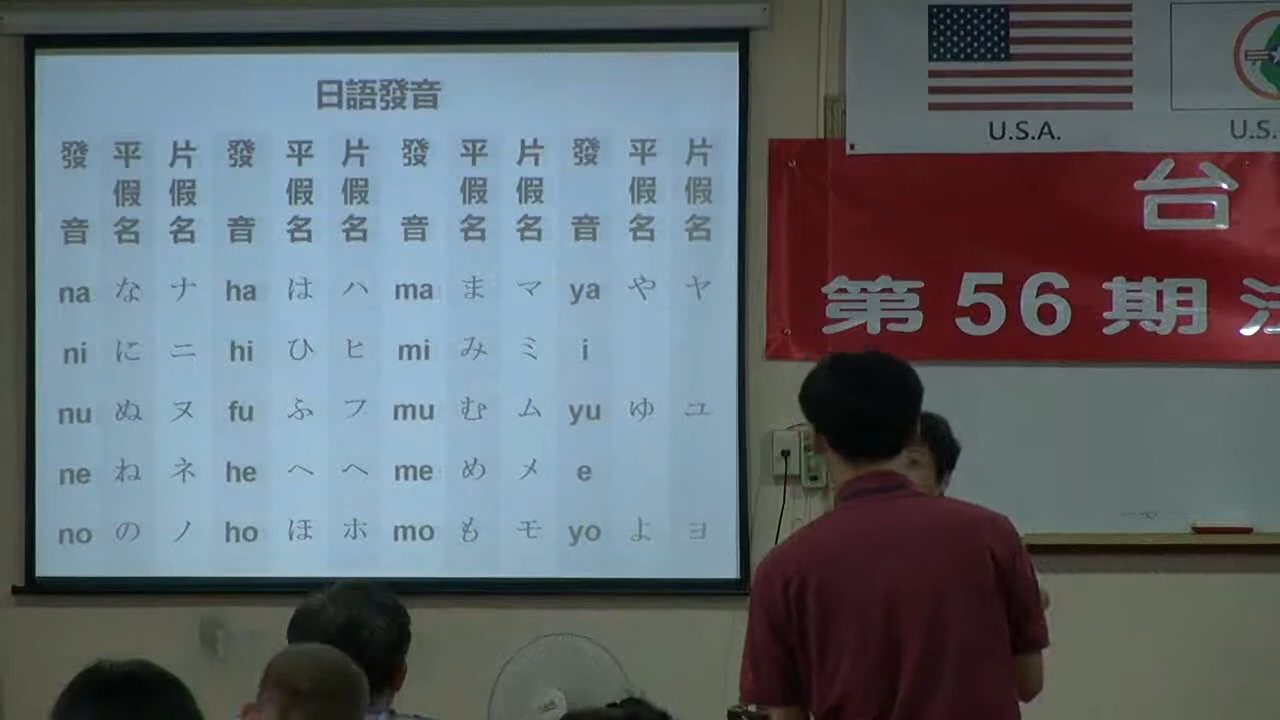 日語發音
發音 平假名 片假名 發音 平假名 片假名 發音 平假名 片假名 發音 平假名 片假名
na な ナ ha は ハ ma ま マ ya や ヤ
ni に ニ hi ひ ヒ mi み ミ i
nu ぬ ヌ fu ふ フ mu む ム yu ゆ ユ
ne ね ネ he へ ヘ me め メ e
no の ノ ho ほ ホ mo も モ yo よ ヨ
U.S.A.
U.S.
台
第56期